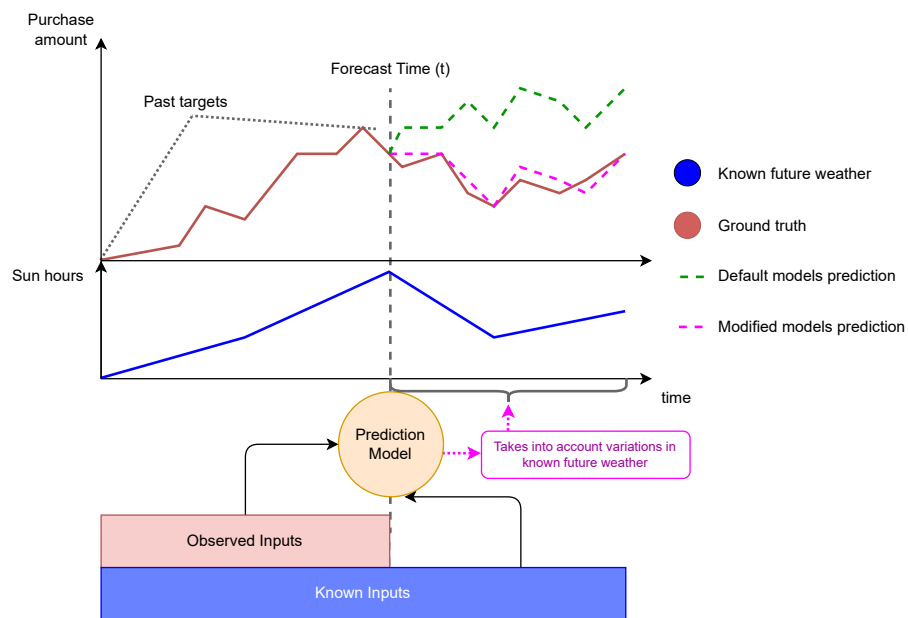 Purchase
amount
Forecast Time (t)
Past targets
Known future weather
Ground truth
Sun hours
Default models prediction
Modified models prediction
time
Prediction
Model
Takes into account variations in
known future weather
Observed Inputs
Known Inputs